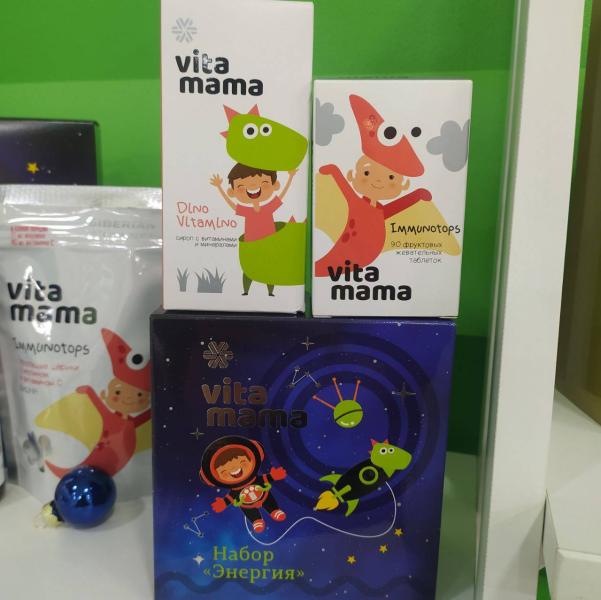 vita
mama
Dino
Vitamino
сироп с витаминами
и минералами
Immunotops
90 фруктовых
жевательных
таблеток
vita
mama
SIBERIAN
vita
mama
Immunotops
vita
mama
Набор
«Энергия»